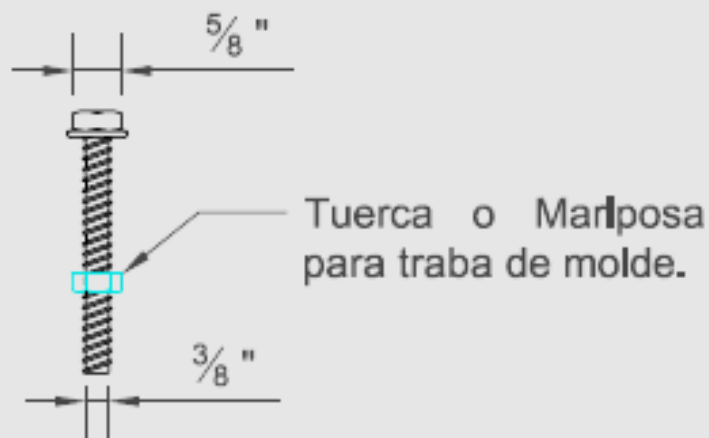 ⅝ "
Tuerca o Mariposa
para traba de molde.
⅜ "